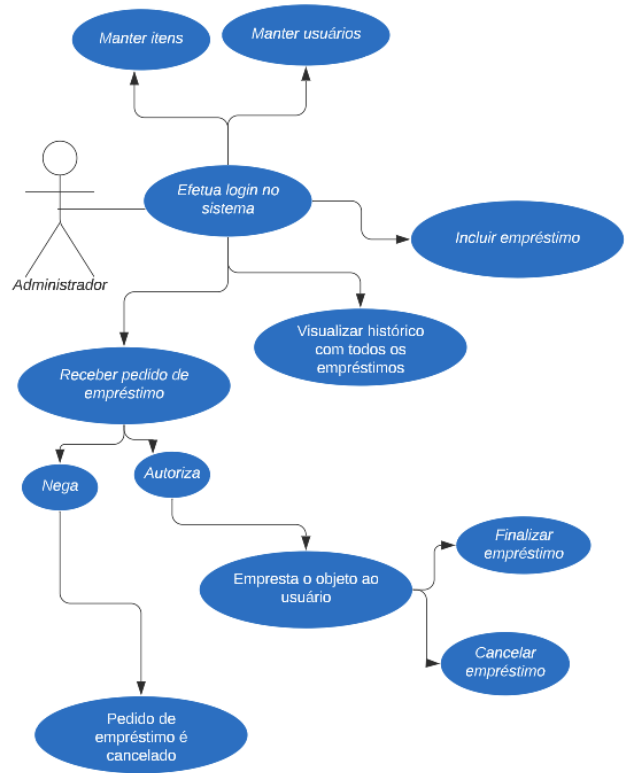 Manter itens
Manter usuários
Efetua login no
sistema
Administrador
Incluir empréstimo
Visualizar histórico
com todos os
empréstimos
Receber pedido de
empréstimo
Nega
Autoriza
Finalizar
empréstimo
Empresta o objeto ao
usuário
Cancelar
empréstimo
Pedido de
empréstimo é
cancelado